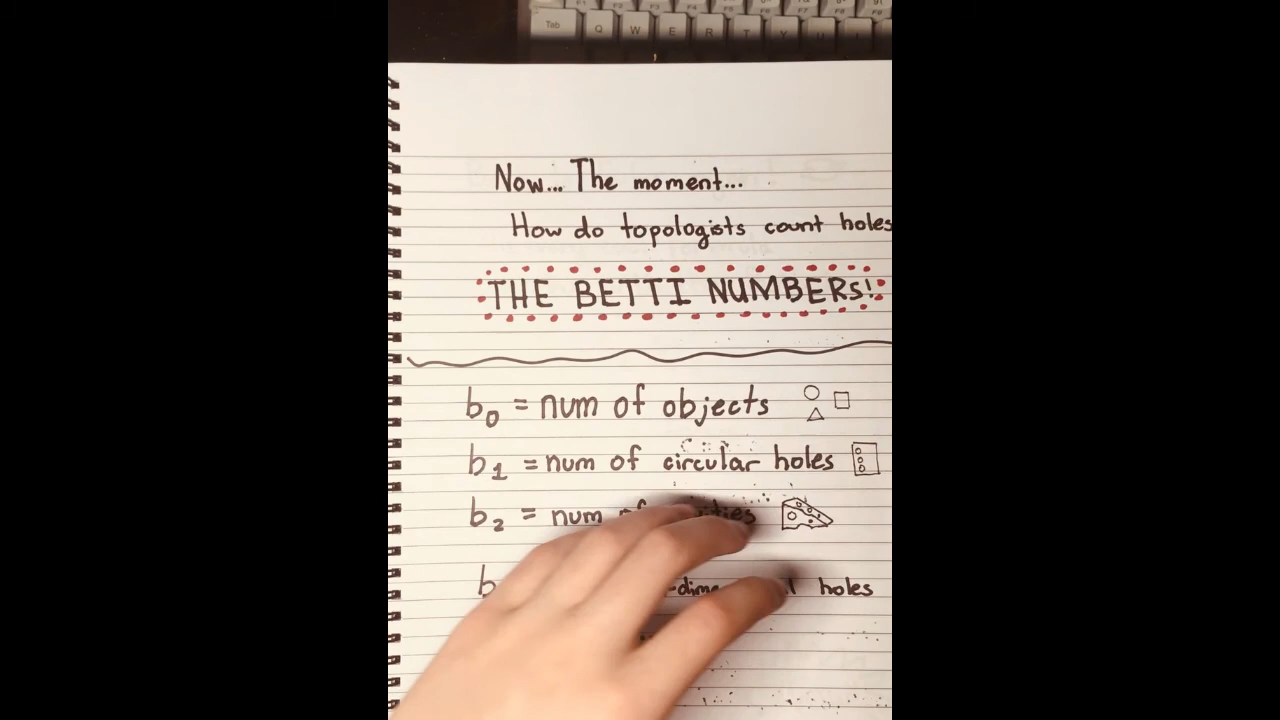 Tab Q W E R T Y U I
Now... The moment...
How do topologists count holes
THE BETTI NUMBERS!
b₀ = num of objects
b₁ = num of circular holes
b₂ = num
b holes